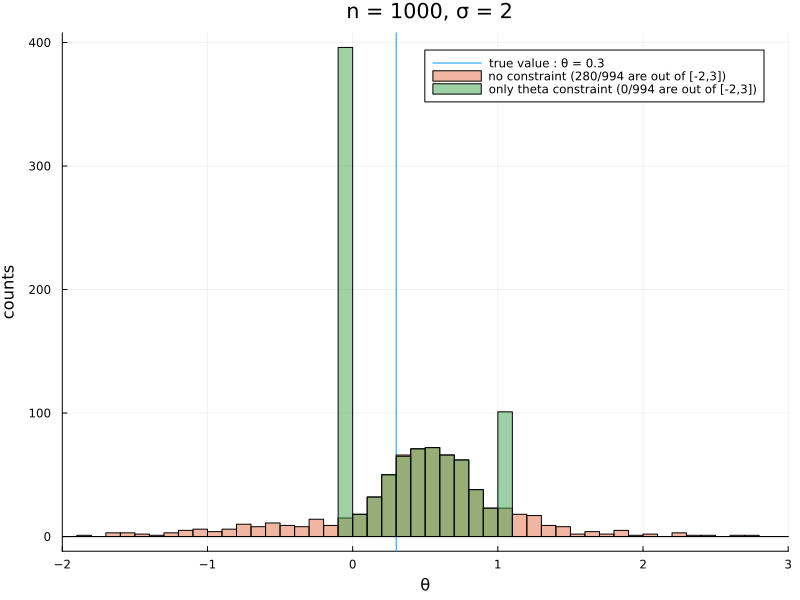 n = 1000, σ = 2
true value : θ = 0.3
no constraint (280/994 are out of [-2,3])
only theta constraint (0/994 are out of [-2,3])
400
300
200
100
0
counts
−2
−1
0
1
2
3
θ